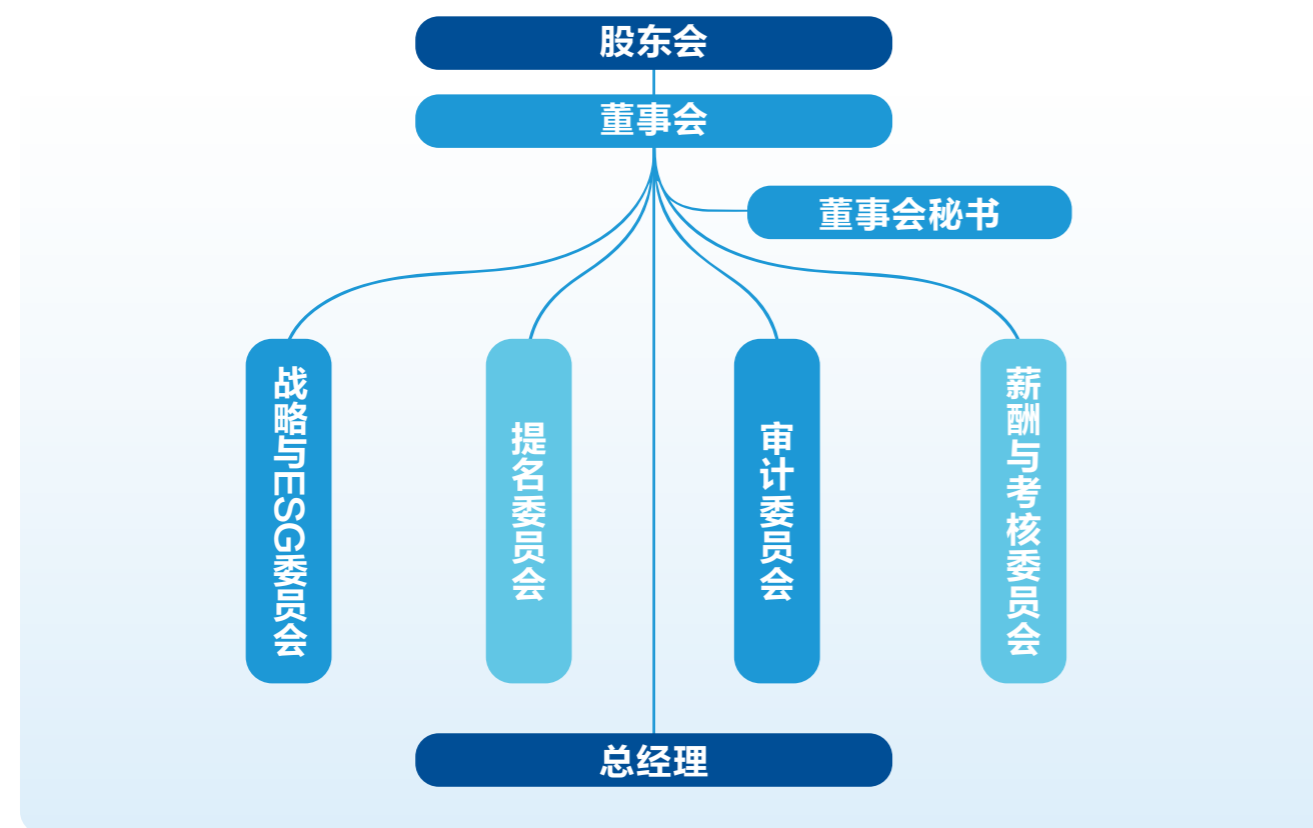 股东会
董事会
董事会秘书
战略与ESG委员会
提名委员会
审计委员会
薪酬与考核委员会
总经理